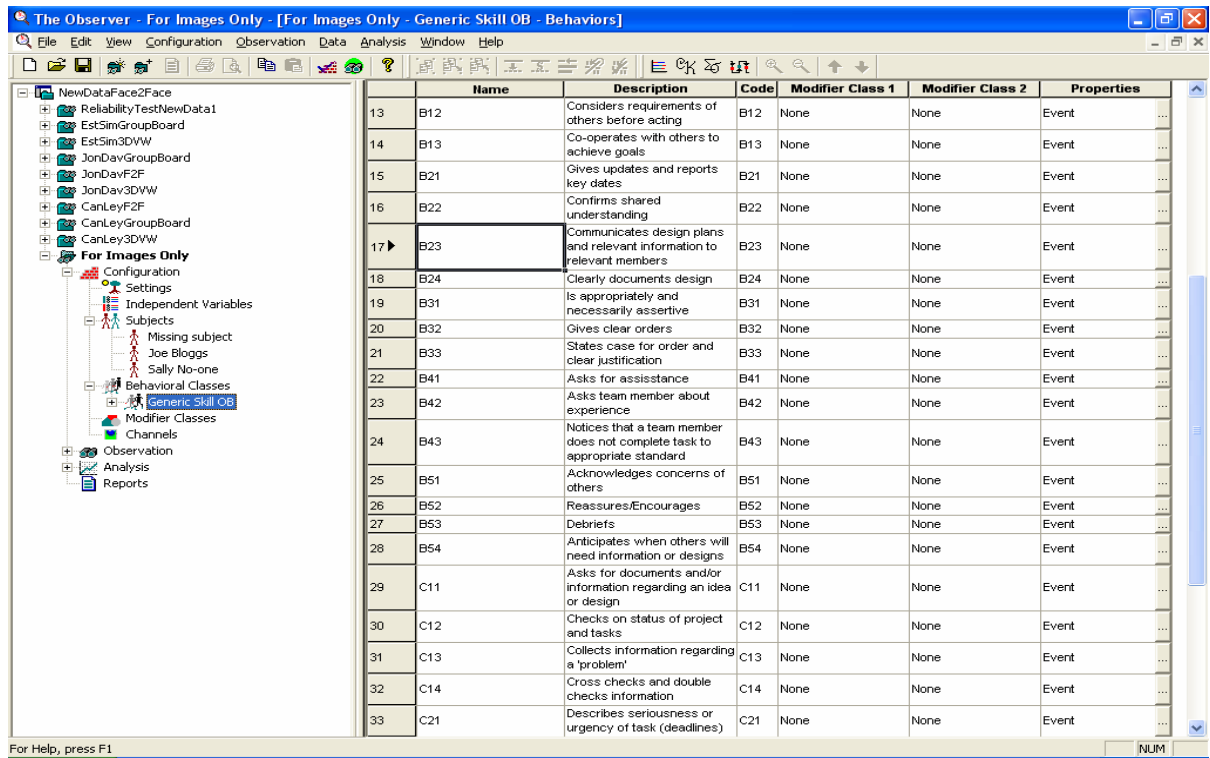 The Observer - For Images Only - [For Images Only - Generic Skill OB - Behaviors]
File Edit View Configuration Observation Data Analysis Window Help
NewDataFace2Face
ReliabilityTestNewData1
EstSimGroupBoard
EstSim3DVW
JonDavGroupBoard
JonDavF2F
JonDav3DVW
CanLeyF2F
CanLeyGroupBoard
CanLey3DVW
For Images Only
Configuration
Settings
Independent Variables
Subjects
Missing subject
Joe Bloggs
Sally No-one
Behavioral Classes
Generic Skill OB
Modifier Classes
Channels
Observation
Analysis
Reports
Name Description Code Modifier Class 1 Modifier Class 2 Properties
13 B12 Considers requirements of others before acting B12 None None Event ...
14 B13 Co-operates with others to achieve goals B13 None None Event ...
15 B21 Gives updates and reports key dates B21 None None Event ...
16 B22 Confirms shared understanding B22 None None Event ...
17 B23 Communicates design plans and relevant information to relevant members B23 None None Event ...
18 B24 Clearly documents design B24 None None Event ...
19 B31 Is appropriately and necessarily assertive B31 None None Event ...
20 B32 Gives clear orders B32 None None Event ...
21 B33 States case for order and clear justification B33 None None Event ...
22 B41 Asks for assisstance B41 None None Event ...
23 B42 Asks team member about experience B42 None None Event ...
24 B43 Notices that a team member does not complete task to appropriate standard B43 None None Event ...
25 B51 Acknowledges concerns of others B51 None None Event ...
26 B52 Reassures/Encourages B52 None None Event ...
27 B53 Debriefs B53 None None Event ...
28 B54 Anticipates when others will need information or designs B54 None None Event ...
29 C11 Asks for documents and/or information regarding an idea or design C11 None None Event ...
30 C12 Checks on status of project and tasks C12 None None Event ...
31 C13 Collects information regarding a 'problem' C13 None None Event ...
32 C14 Cross checks and double checks information C14 None None Event ...
33 C21 Describes seriousness or urgency of task (deadlines) C21 None None Event ...
For Help, press F1
NUM